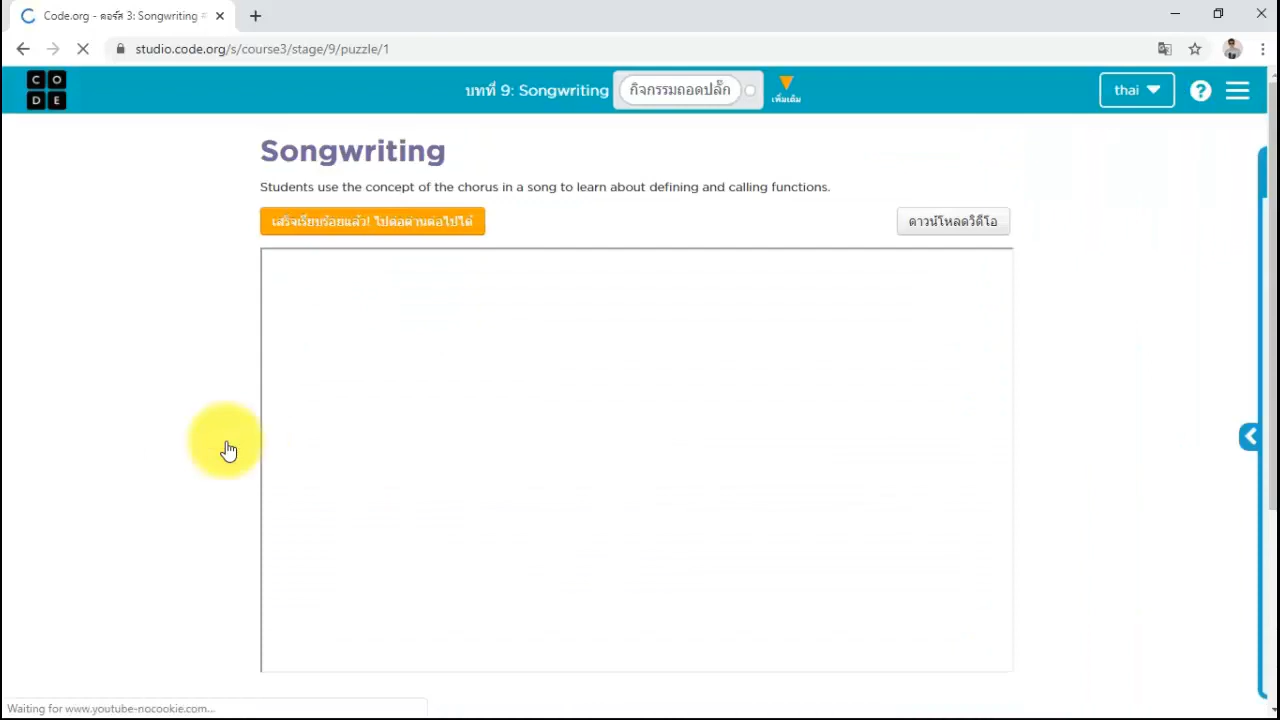 Code.org - คอร์ส 3: Songwriting
studio.code.org/s/course3/stage/9/puzzle/1
C O
D E
บทที่ 9: Songwriting
กิจกรรมถอดปลั๊ก
เพิ่มเติม
thai
?
Songwriting
Students use the concept of the chorus in a song to learn about defining and calling functions.
เสร็จเรียบร้อยแล้ว! ไปต่อด่านต่อไปได้
ดาวน์โหลดวิดีโอ
Waiting for www.youtube-nocookie.com...